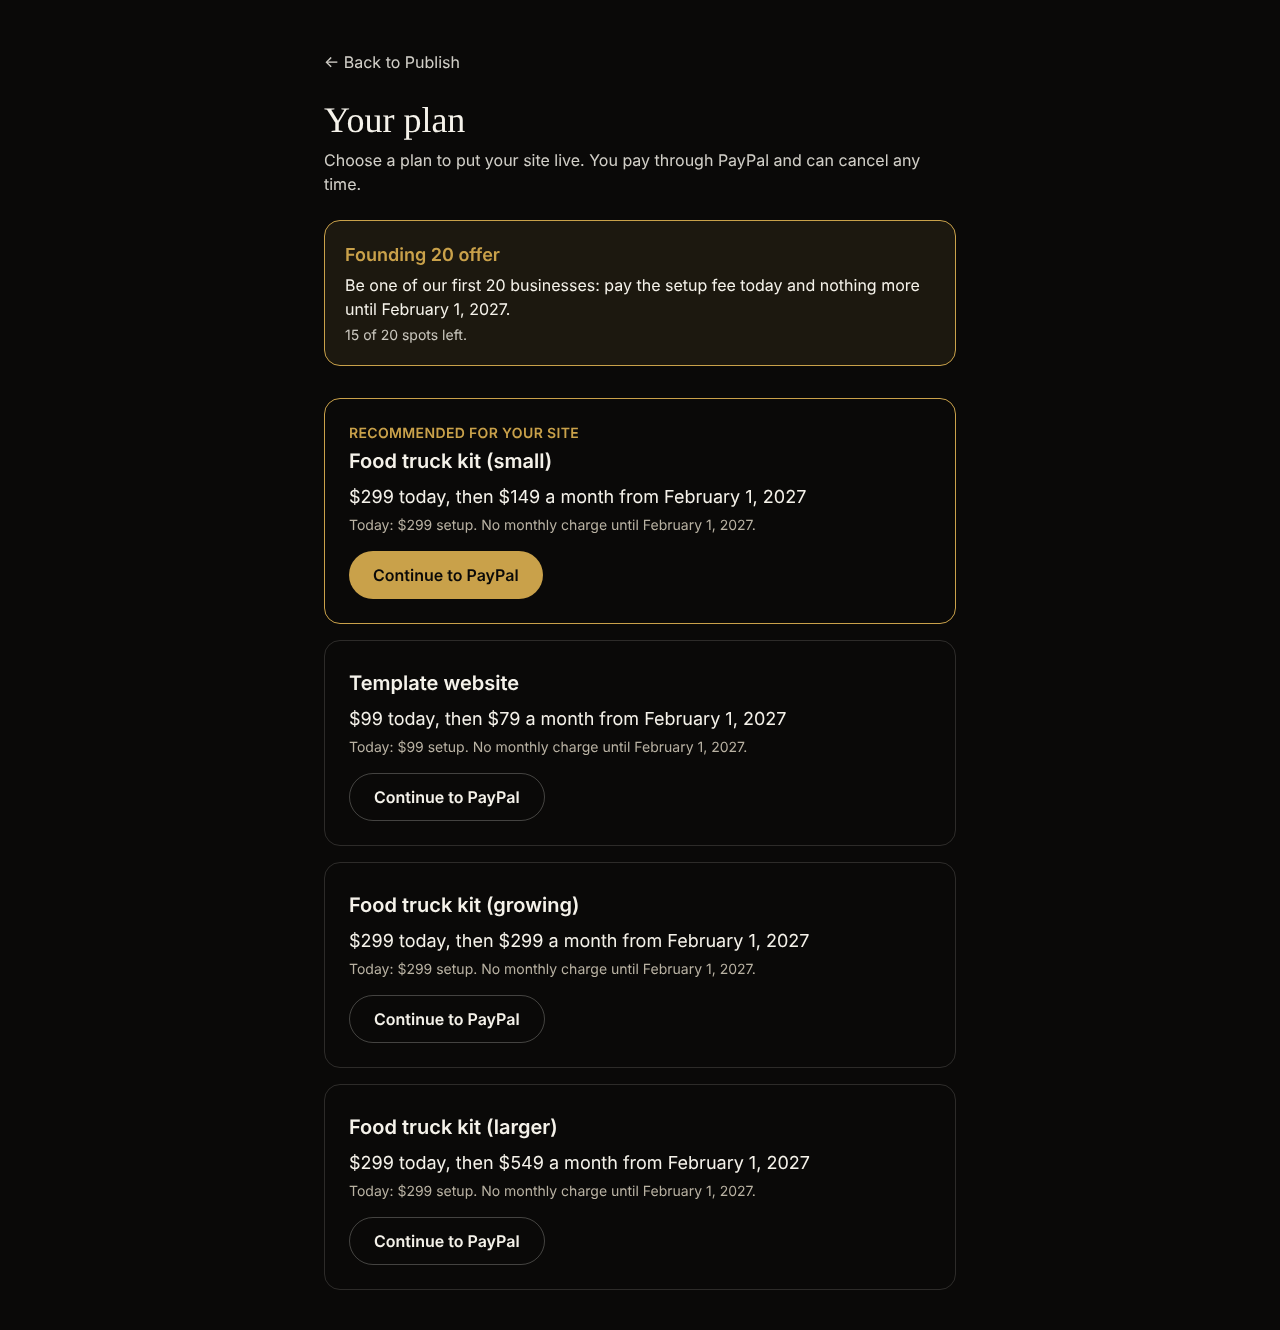 ← Back to Publish
Your plan
Choose a plan to put your site live. You pay through PayPal and can cancel any
time.
Founding 20 offer
Be one of our first 20 businesses: pay the setup fee today and nothing more
until February 1, 2027.
15 of 20 spots left.
RECOMMENDED FOR YOUR SITE
Food truck kit (small)
$299 today, then $149 a month from February 1, 2027
Today: $299 setup. No monthly charge until February 1, 2027.
Continue to PayPal
Template website
$99 today, then $79 a month from February 1, 2027
Today: $99 setup. No monthly charge until February 1, 2027.
Continue to PayPal
Food truck kit (growing)
$299 today, then $299 a month from February 1, 2027
Today: $299 setup. No monthly charge until February 1, 2027.
Continue to PayPal
Food truck kit (larger)
$299 today, then $549 a month from February 1, 2027
Today: $299 setup. No monthly charge until February 1, 2027.
Continue to PayPal